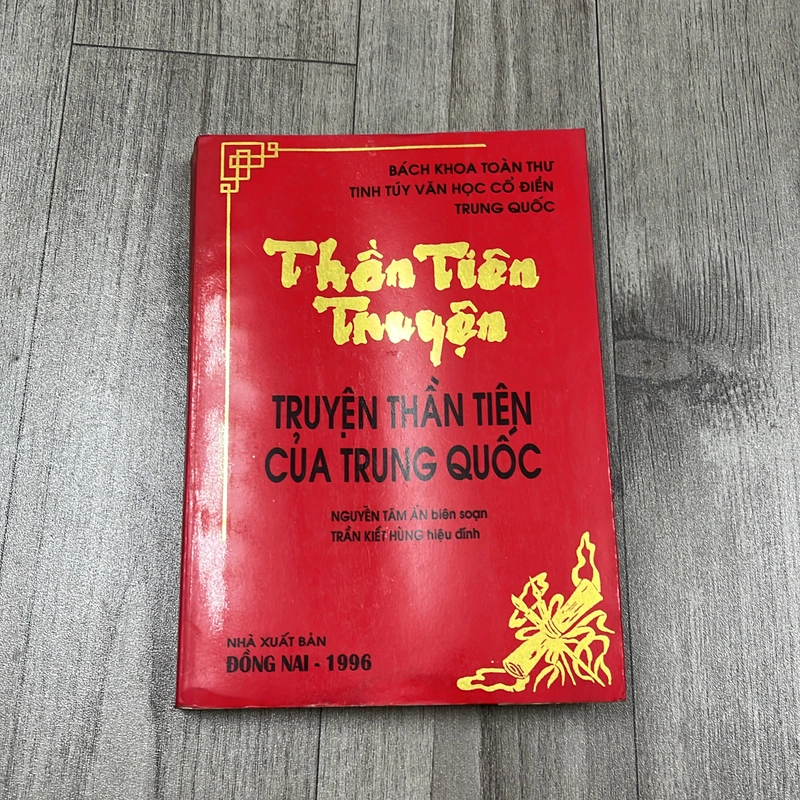 BÁCH KHOA TOÀN THƯ
TINH TÚY VĂN HỌC CỔ ĐIỂN
TRUNG QUỐC
Thần Tiên
Truyện
TRUYỆN THẦN TIÊN
CỦA TRUNG QUỐC
NGUYỄN TÂM ẤN biên soạn
TRẦN KIẾT HÙNG hiệu đính
NHÀ XUẤT BẢN
ĐỒNG NAI - 1996